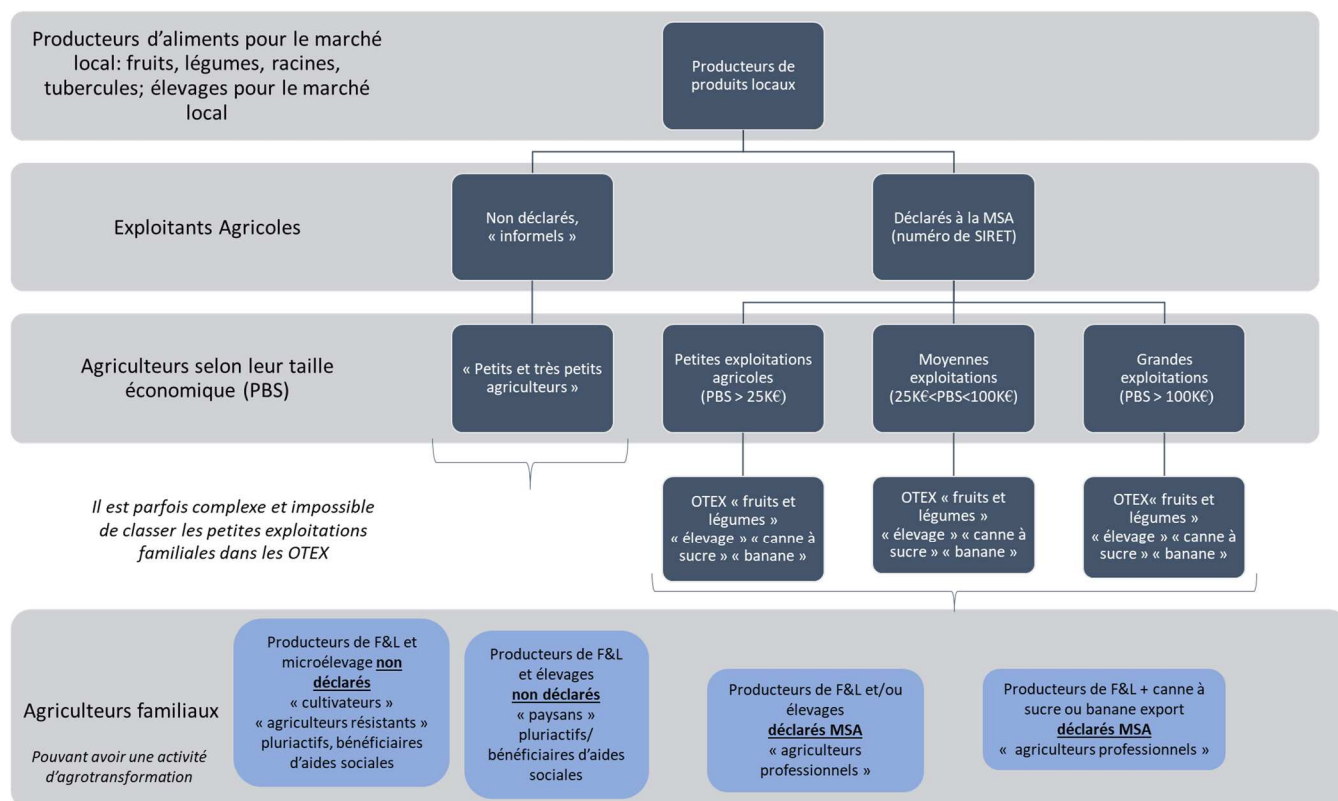 Producteurs d’aliments pour le marché
local: fruits, légumes, racines,
tubercules; élevages pour le marché
local
Producteurs de
produits locaux
Exploitants Agricoles
Non déclarés,
« informels »
Déclarés à la MSA
(numéro de SIRET)
Agriculteurs selon leur taille
économique (PBS)
« Petits et très petits
agriculteurs »
Petites exploitations
agricoles
(PBS > 25K€)
Moyennes
exploitations
(25K€<PBS<100K€)
Grandes
exploitations
(PBS > 100K€)
Il est parfois complexe et impossible
de classer les petites exploitations
familiales dans les OTEX
OTEX « fruits et
légumes »
« élevage » « canne à
sucre » « banane »
OTEX « fruits et
légumes »
« élevage » « canne à
sucre » « banane »
OTEX« fruits et
légumes »
« élevage » « canne à
sucre » « banane »
Agriculteurs familiaux
Pouvant avoir une activité
d’agrotransformation
Producteurs de F&L et
microélevage non
déclarés
« cultivateurs »
« agriculteurs résistants »
pluriactifs, bénéficiaires
d’aides sociales
Producteurs de F&L
et élevages
non déclarés
« paysans »
pluriactifs/
bénéficiaires d’aides
sociales
Producteurs de F&L et/ou
élevages
déclarés MSA
« agriculteurs
professionnels »
Producteurs de F&L + canne à
sucre ou banane export
déclarés MSA
« agriculteurs professionnels »